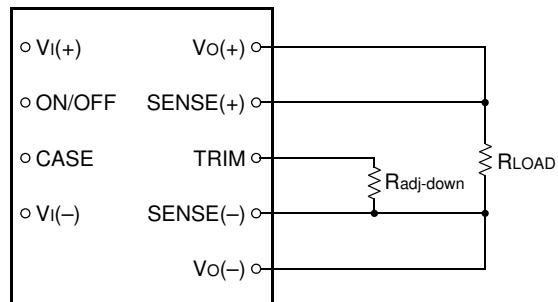 VI(+) VO(+)
ON/OFF SENSE(+)
CASE TRIM RLOAD
Radj-down
VI(–) SENSE(–)
VO(–)